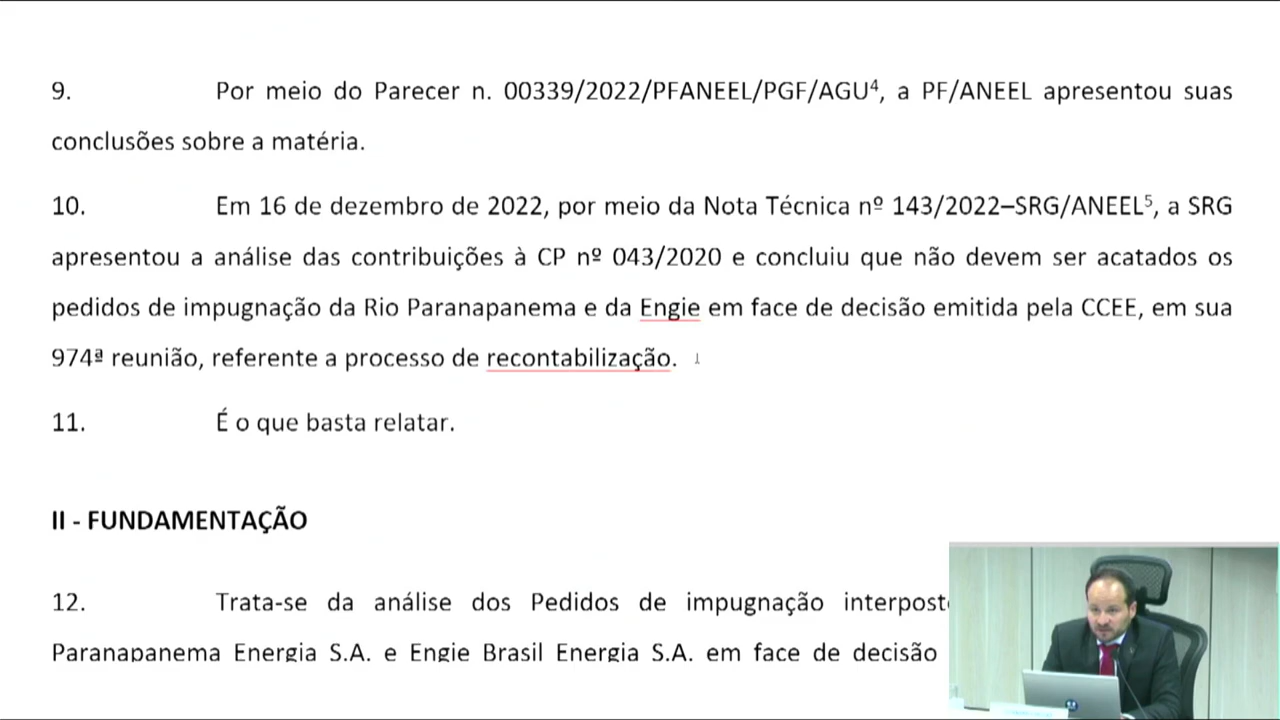 9. Por meio do Parecer n. 00339/2022/PFANEEL/PGF/AGU⁴, a PF/ANEEL apresentou suas
conclusões sobre a matéria.
10. Em 16 de dezembro de 2022, por meio da Nota Técnica nº 143/2022–SRG/ANEEL⁵, a SRG
apresentou a análise das contribuições à CP nº 043/2020 e concluiu que não devem ser acatados os
pedidos de impugnação da Rio Paranapanema e da Engie em face de decisão emitida pela CCEE, em sua
974ª reunião, referente a processo de recontabilização.
11. É o que basta relatar.
II - FUNDAMENTAÇÃO
12. Trata-se da análise dos Pedidos de impugnação
Paranapanema Energia S.A. e Engie Brasil Energia S.A. em face de decisão